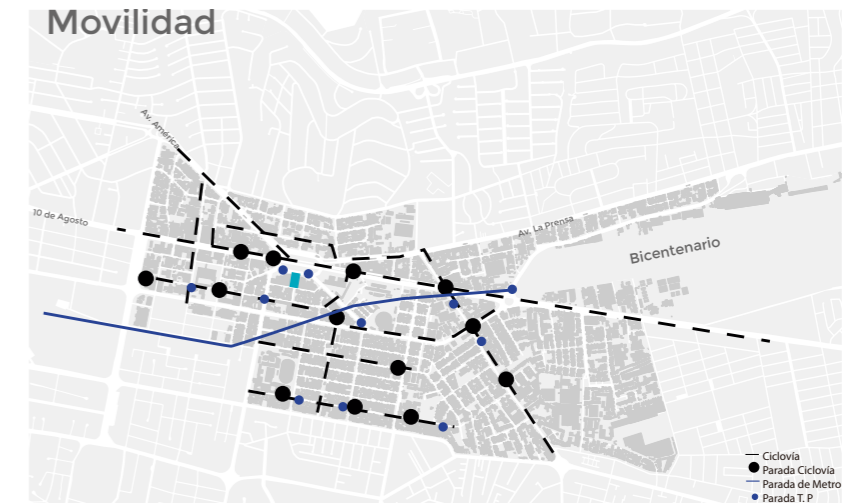 Movilidad
Av. América
10 de Agosto
Av. La Prensa
Bicentenario
Ciclovía
Parada Ciclovía
Parada de Metro
Parada T. P